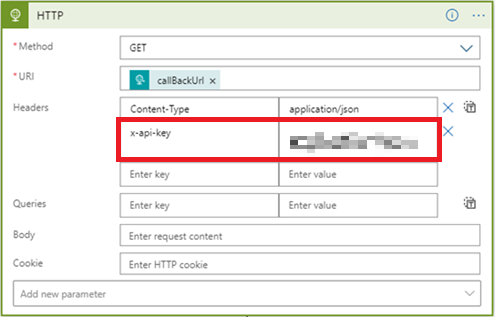 HTTP
* Method GET
* URI callBackUrl ×
Headers Content-Type application/json
x-api-key
Enter key Enter value
Queries Enter key Enter value
Body Enter request content
Cookie Enter HTTP cookie
Add new parameter